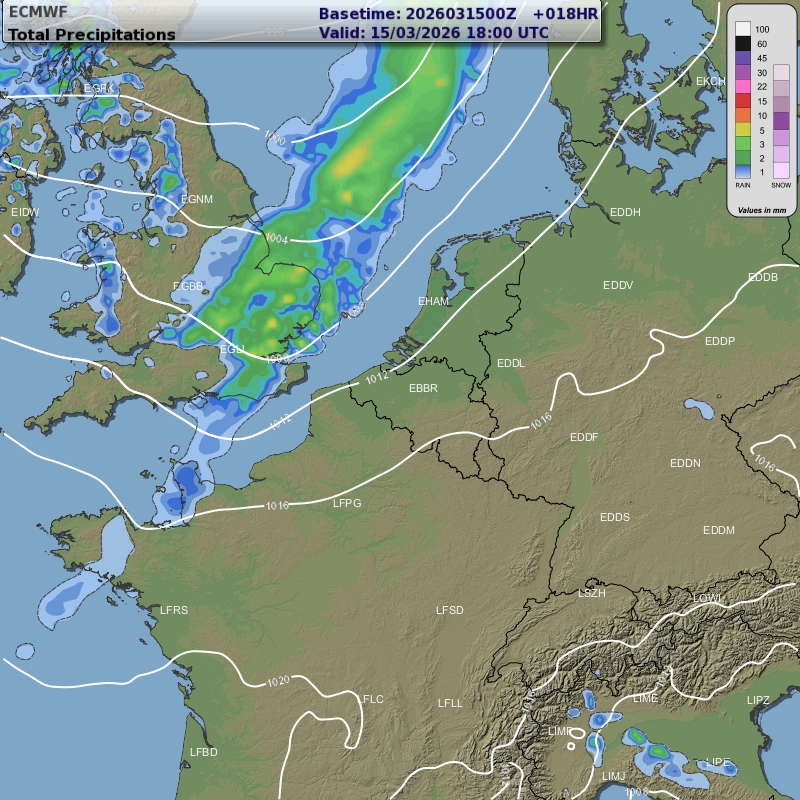 ECMWF
Basetime: 2026031500Z +018HR
Total Precipitations
Valid: 15/03/2026 18:00 UTC
100
60
45
30
22
15
10
5
3
2
1
RAIN
SNOW
Values in mm
EKCH
1000
EGNM
EIDW
EDDH
1004
EDDB
EDDV
EGBB
EHAM
EDDP
EGLL
EDDL
1012
EBBR
1012
1016
EDDF
EDDN
1016
LFPG
1016
EDDS
EDDM
LSZH
LOWI
LFRS
LFSD
1020
LFLC
LFLL
LIME
LIPZ
LIMF
LFBD
LIPE
LIMJ
1008